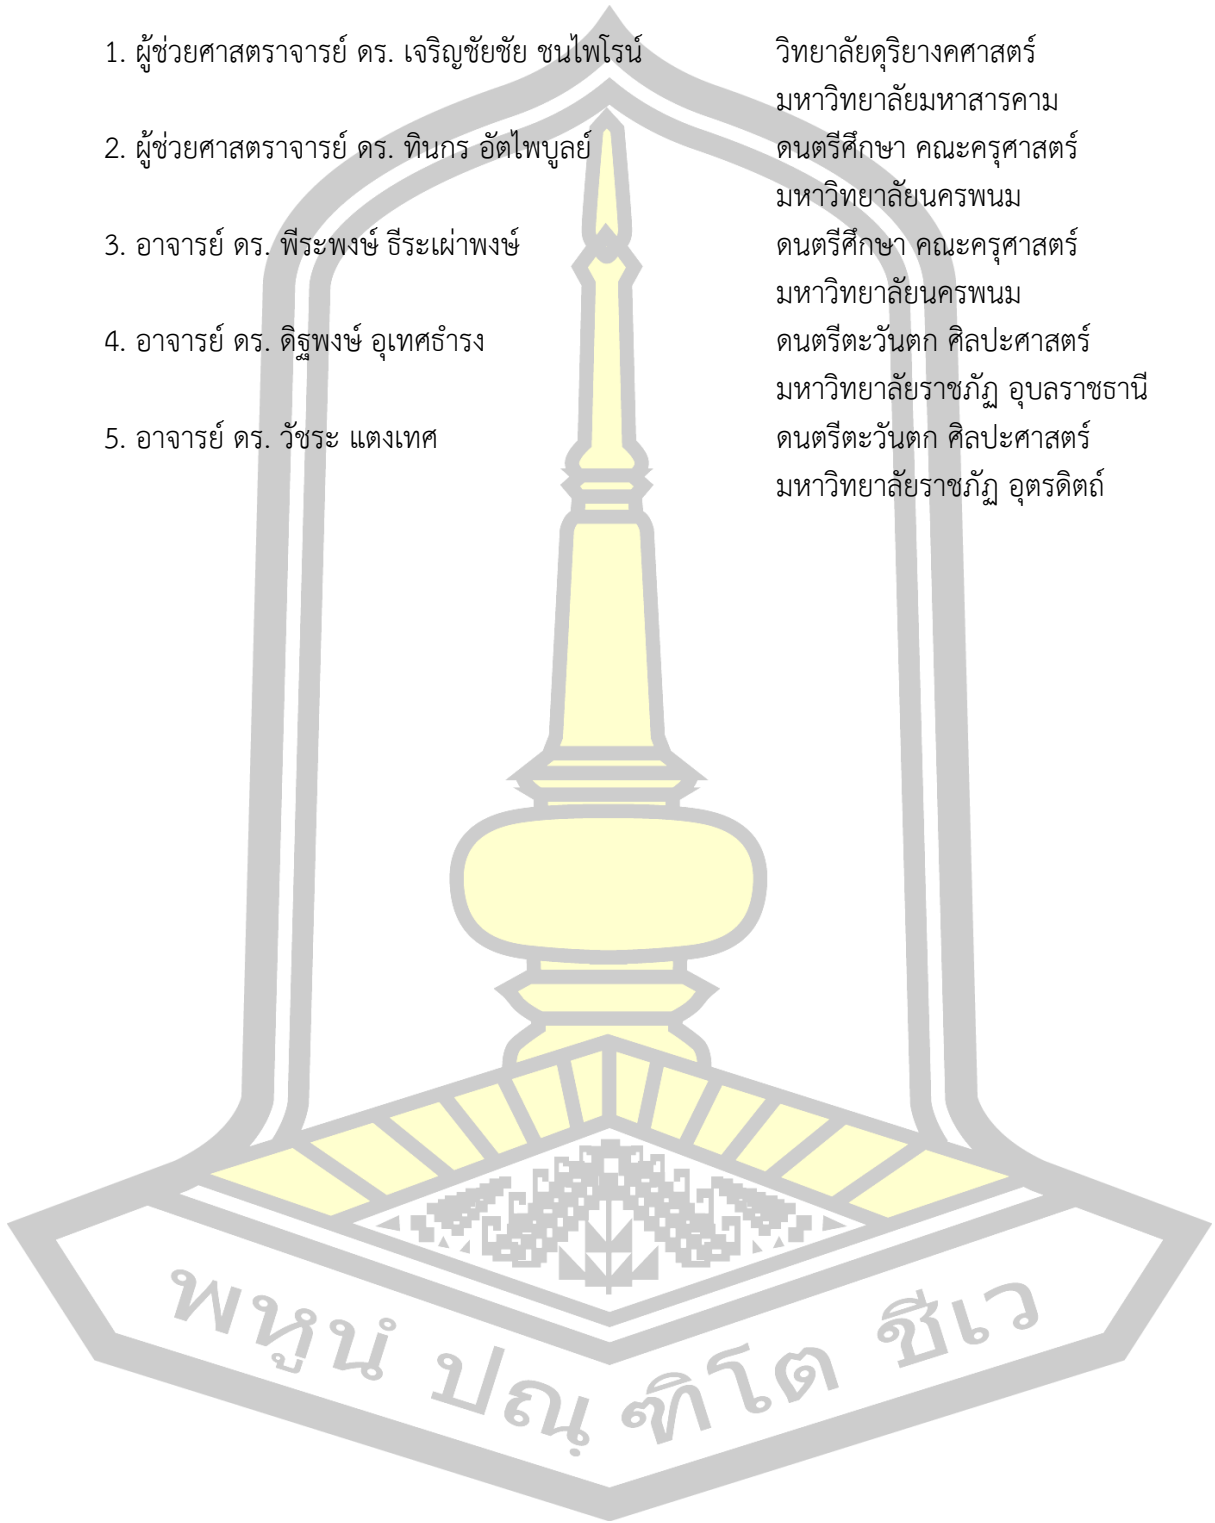 1. ผู้ช่วยศาสตราจารย์ ดร. เจริญชัยชัย ชนไพโรน์ วิทยาลัยดุริยางคศาสตร์
มหาวิทยาลัยมหาสารคาม
2. ผู้ช่วยศาสตราจารย์ ดร. ทินกร อัตไพบูลย์ ดนตรีศึกษา คณะครุศาสตร์
มหาวิทยาลัยนครพนม
3. อาจารย์ ดร. พีระพงษ์ ธีระเผ่าพงษ์ ดนตรีศึกษา คณะครุศาสตร์
มหาวิทยาลัยนครพนม
4. อาจารย์ ดร. ดิฐพงษ์ อุเทศธำรง ดนตรีตะวันตก ศิลปะศาสตร์
มหาวิทยาลัยราชภัฏ อุบลราชธานี
5. อาจารย์ ดร. วัชระ แตงเทศ ดนตรีตะวันตก ศิลปะศาสตร์
มหาวิทยาลัยราชภัฏ อุตรดิตถ์
พหูนํ ปณฺ ฑิโต ชีเว